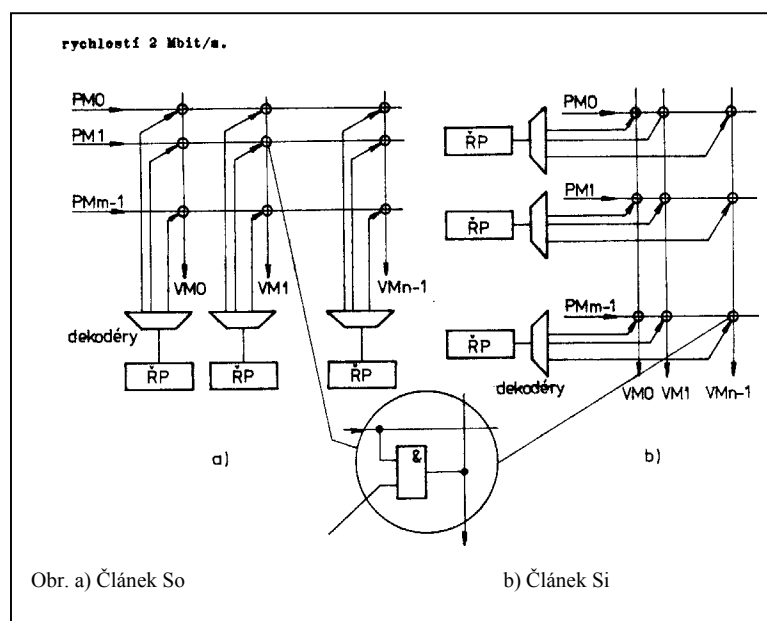 rychlostí 2 Mbit/s.
PM0
PM1
PMm-1
VM0 VM1 VMn-1
dekodéry
ŘP ŘP ŘP
a)
PM0
ŘP
PM1
ŘP
PMm-1
ŘP
dekodéry
VM0 VM1 VMn-1
b)
&
Obr. a) Článek So b) Článek Si